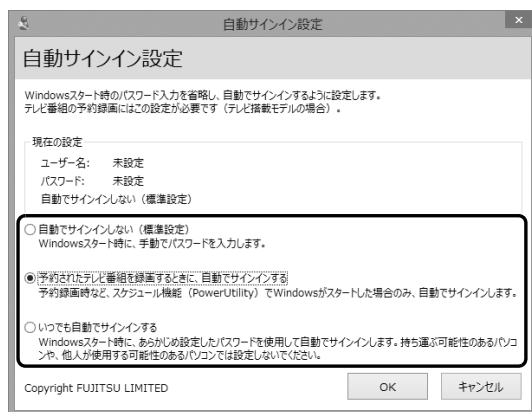 自動サインイン設定
×
自動サインイン設定
Windowsスタート時のパスワード入力を省略し、自動でサインインするように設定します。
テレビ番組の予約録画にはこの設定が必要です（テレビ搭載モデルの場合）。
現在の設定
ユーザー名: 未設定
パスワード: 未設定
自動でサインインしない（標準設定）
自動でサインインしない（標準設定）
Windowsスタート時に、手動でパスワードを入力します。
予約されたテレビ番組を録画するときに、自動でサインインする
予約録画時など、スケジュール機能（PowerUtility）でWindowsがスタートした場合のみ、自動でサインインします。
いつでも自動でサインインする
Windowsスタート時に、あらかじめ設定したパスワードを使用して自動でサインインします。持ち運ぶ可能性のあるパソコ
ンや、他人が使用する可能性のあるパソコンでは設定しないでください。
Copyright FUJITSU LIMITED
OK
キャンセル